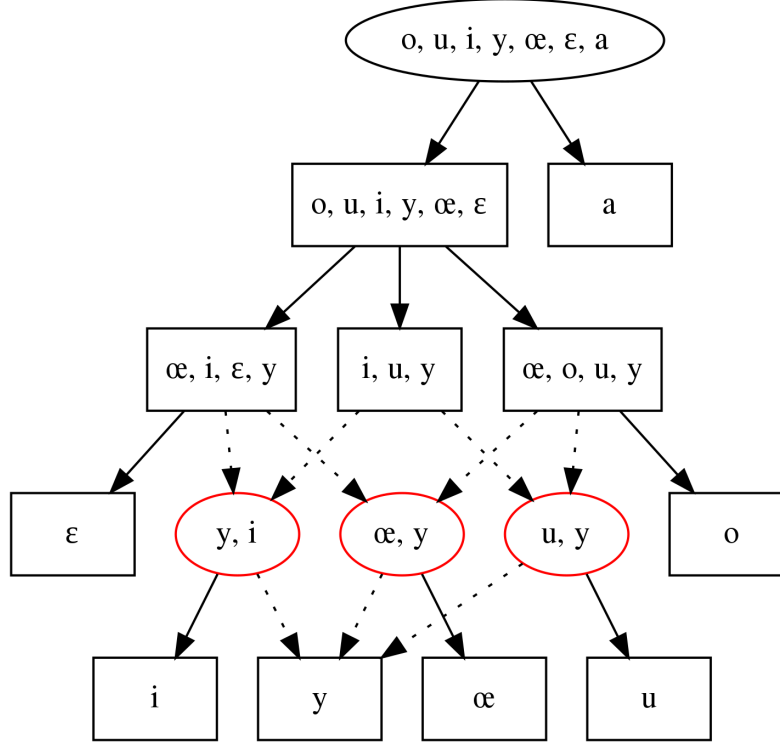 o, u, i, y, œ, ɛ, a
o, u, i, y, œ, ɛ
a
œ, i, ɛ, y
i, u, y
œ, o, u, y
ɛ
y, i
œ, y
u, y
o
i
y
œ
u